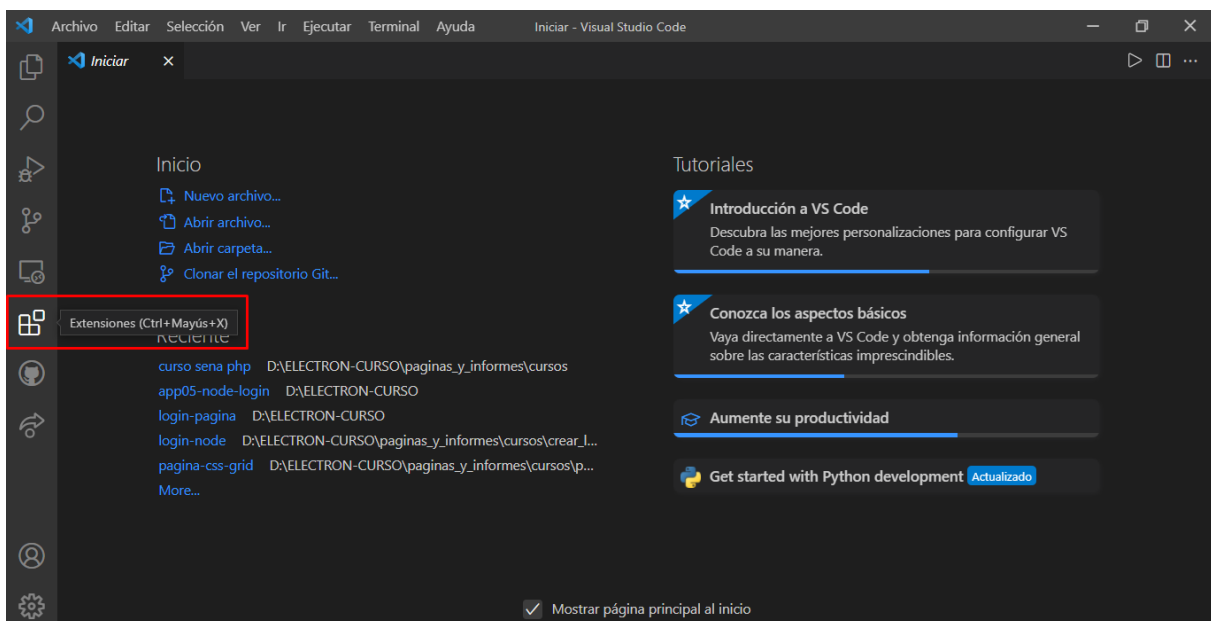 Archivo Editar Selección Ver Ir Ejecutar Terminal Ayuda Iniciar - Visual Studio Code
Iniciar
Inicio
Nuevo archivo...
Abrir archivo...
Abrir carpeta...
Clonar el repositorio Git...
Extensiones (Ctrl+Mayús+X)
Reciente
curso sena php D:\ELECTRON-CURSO\paginas_y_informes\cursos
app05-node-login D:\ELECTRON-CURSO
login-pagina D:\ELECTRON-CURSO
login-node D:\ELECTRON-CURSO\paginas_y_informes\cursos\crear_l...
pagina-css-grid D:\ELECTRON-CURSO\paginas_y_informes\cursos\p...
More...
Tutoriales
Introducción a VS Code
Descubra las mejores personalizaciones para configurar VS
Code a su manera.
Conozca los aspectos básicos
Vaya directamente a VS Code y obtenga información general
sobre las características imprescindibles.
Aumente su productividad
Get started with Python development Actualizado
Mostrar página principal al inicio